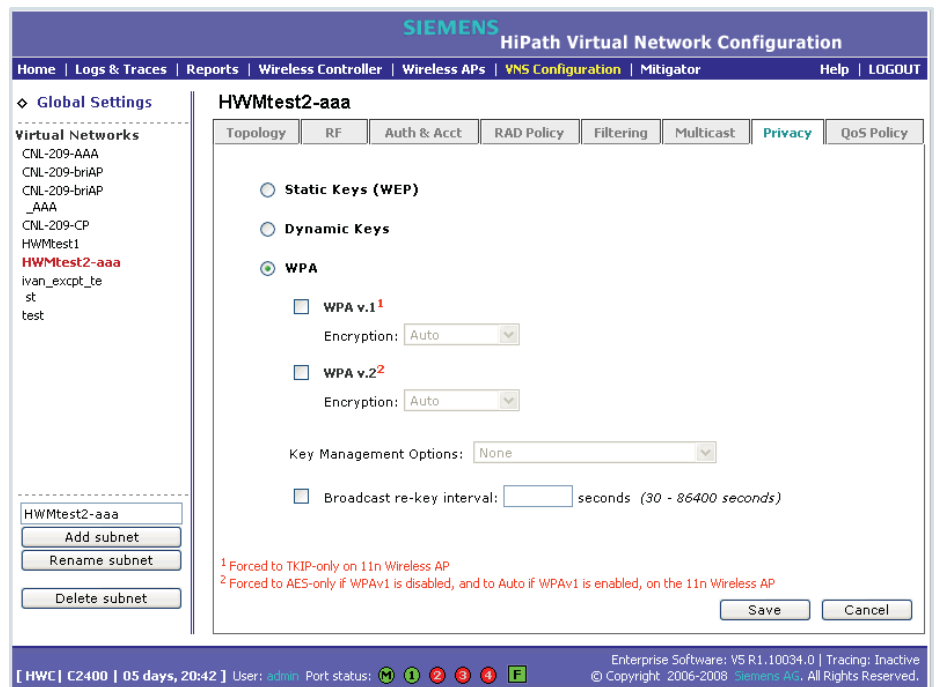 SIEMENS
HiPath Virtual Network Configuration
Home | Logs & Traces | Reports | Wireless Controller | Wireless APs | VNS Configuration | Mitigator Help | LOGOUT
Global Settings
Virtual Networks
CNL-209-AAA
CNL-209-briAP
CNL-209-briAP
_AAA
CNL-209-CP
HWMtest1
HWMtest2-aaa
ivan_excpt_te
st
test
HWMtest2-aaa
Add subnet
Rename subnet
Delete subnet
HWMtest2-aaa
Topology RF Auth & Acct RAD Policy Filtering Multicast Privacy QoS Policy
Static Keys (WEP)
Dynamic Keys
WPA
WPA v.1¹
Encryption: Auto
WPA v.2²
Encryption: Auto
Key Management Options: None
Broadcast re-key interval: seconds (30 - 86400 seconds)
¹ Forced to TKIP-only on 11n Wireless AP
² Forced to AES-only if WPAv1 is disabled, and to Auto if WPAv1 is enabled, on the 11n Wireless AP
Save Cancel
[ HWC | C2400 | 05 days, 20:42 ] User: admin Port status: M 1 2 3 4 F
Enterprise Software: V5 R1.10034.0 | Tracing: Inactive
© Copyright 2006-2008 Siemens AG. All Rights Reserved.